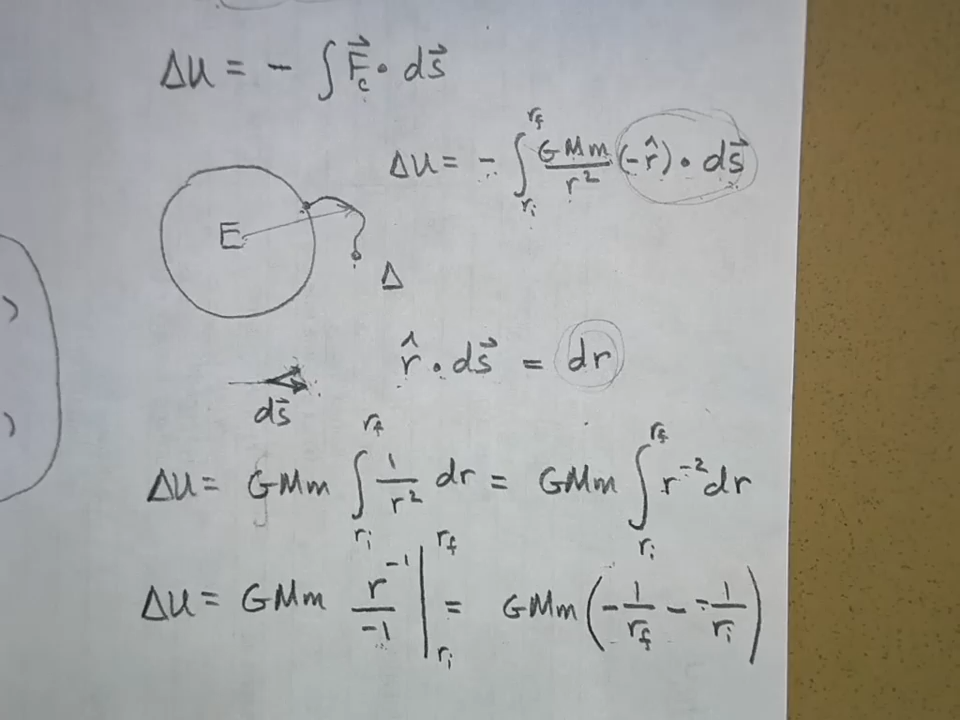 ΔU = - ∫ F⃗c · ds⃗
ΔU = - ∫ri^rf GMm/r² (-r̂) · ds⃗
E
Δ
r̂ · ds⃗ = dr
ds⃗
ΔU = GMm ∫ri^rf 1/r² dr = GMm ∫ri^rf r⁻² dr
ΔU = GMm r⁻¹/-1 |ri^rf = GMm (-1/rf - -1/ri)